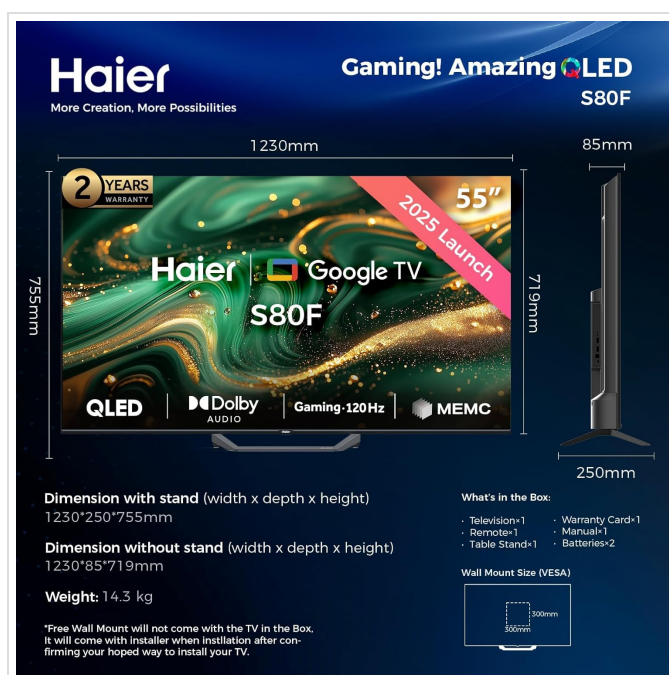 Haier
More Creation, More Possibilities
Gaming! Amazing QLED
S80F
1230mm
85mm
2 YEARS
WARRANTY
55”
2025 Launch
755mm
719mm
Haier | Google TV
S80F
QLED
Dolby
AUDIO
Gaming·120Hz
MEMC
Haier
250mm
Dimension with stand (width x depth x height)
1230*250*755mm
Dimension without stand (width x depth x height)
1230*85*719mm
Weight: 14.3 kg
*Free Wall Mount will not come with the TV in the Box,
It will come with installer when instllation after con-
firming your hoped way to install your TV.
What's in the Box:
· Television×1
· Remote×1
· Table Stand×1
· Warranty Card×1
· Manual×1
· Batteries×2
Wall Mount Size (VESA)
300mm
300mm